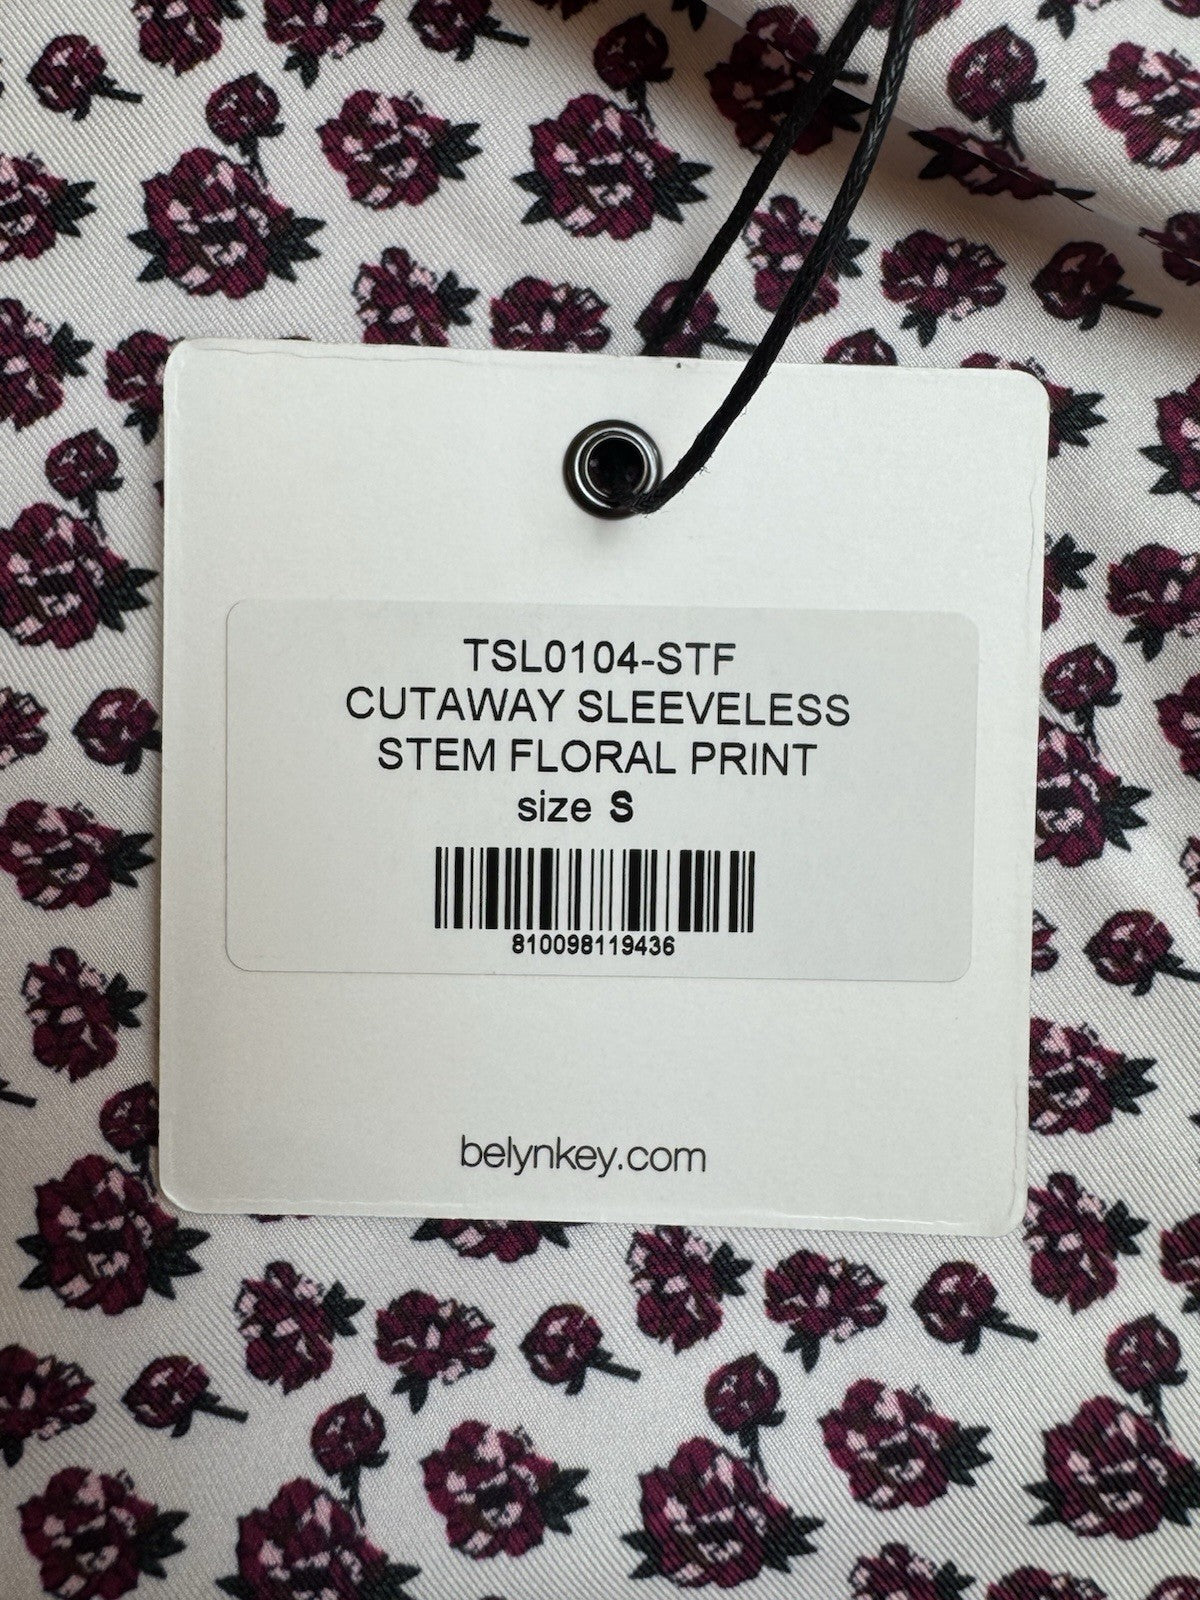 TSL0104-STF
CUTAWAY SLEEVELESS
STEM FLORAL PRINT
size S
810098119436
belynkey.com